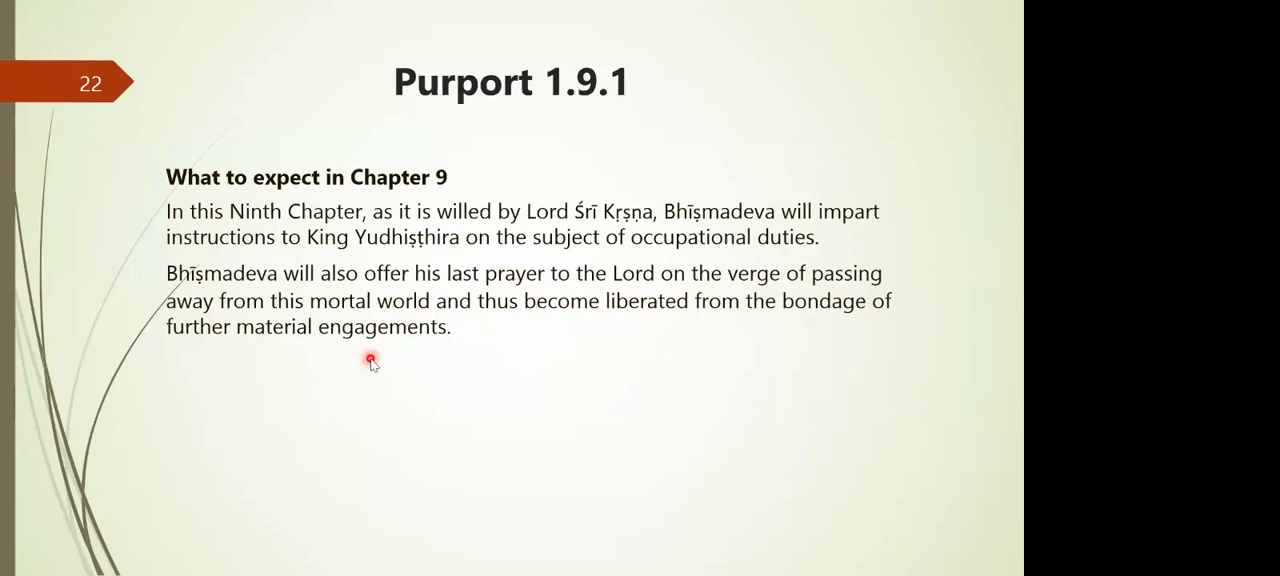 22
Purport 1.9.1
What to expect in Chapter 9
In this Ninth Chapter, as it is willed by Lord Śrī Kṛṣṇa, Bhīṣmadeva will impart
instructions to King Yudhiṣṭhira on the subject of occupational duties.
Bhīṣmadeva will also offer his last prayer to the Lord on the verge of passing
away from this mortal world and thus become liberated from the bondage of
further material engagements.